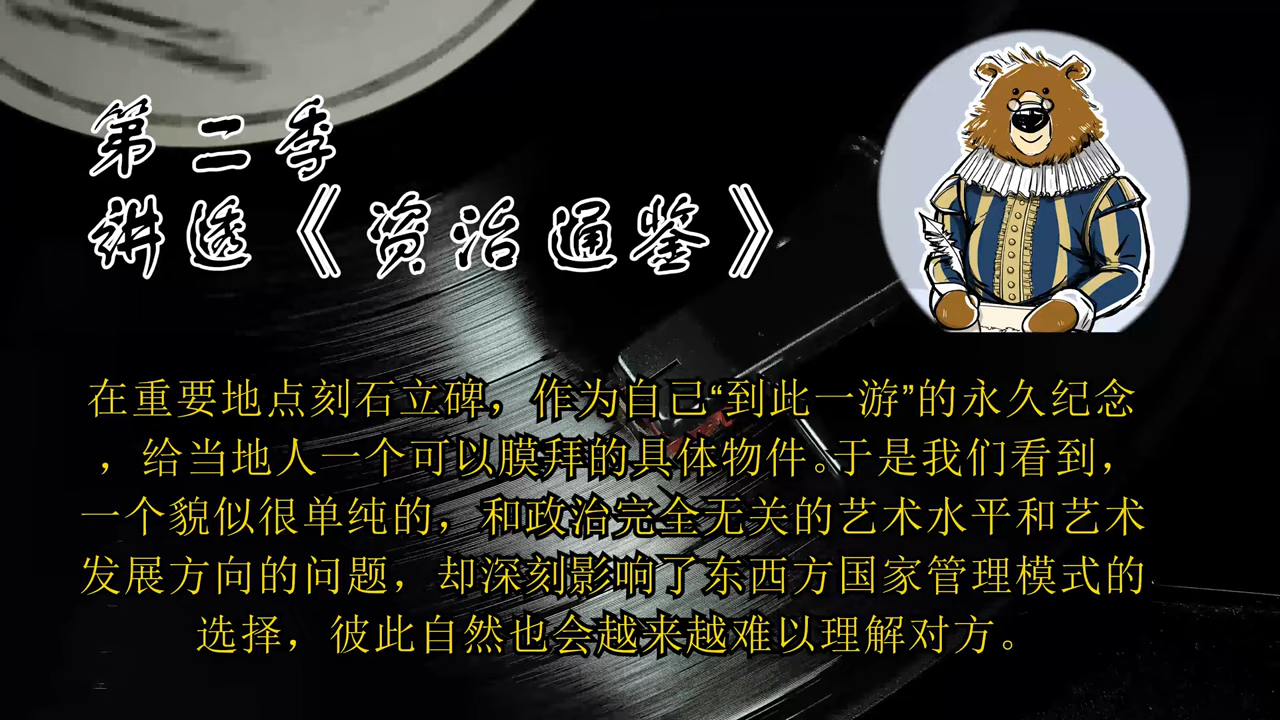 第二季
讲透《资治通鉴》
在重要地点刻石立碑，作为自己“到此一游”的永久纪念
，给当地人一个可以膜拜的具体物件。于是我们看到，
一个貌似很单纯的，和政治完全无关的艺术水平和艺术
发展方向的问题，却深刻影响了东西方国家管理模式的
选择，彼此自然也会越来越难以理解对方。